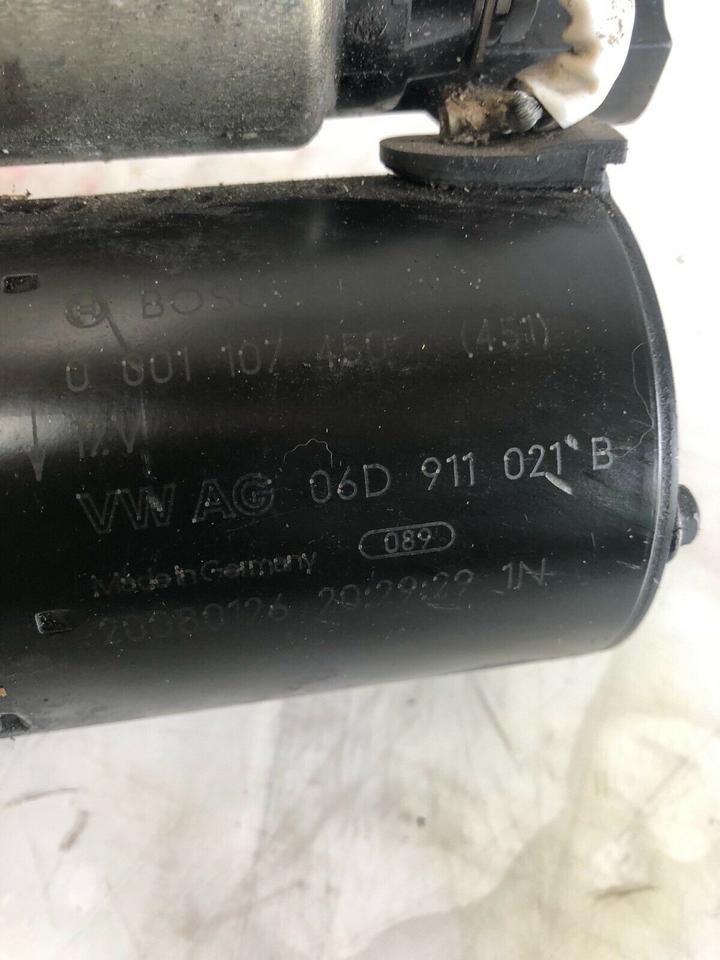 BOSCH
0 001 107 450 (451)
12V
VW AG 06D 911 021 B
089
Made in Germany
20080126 20:29:29 1N